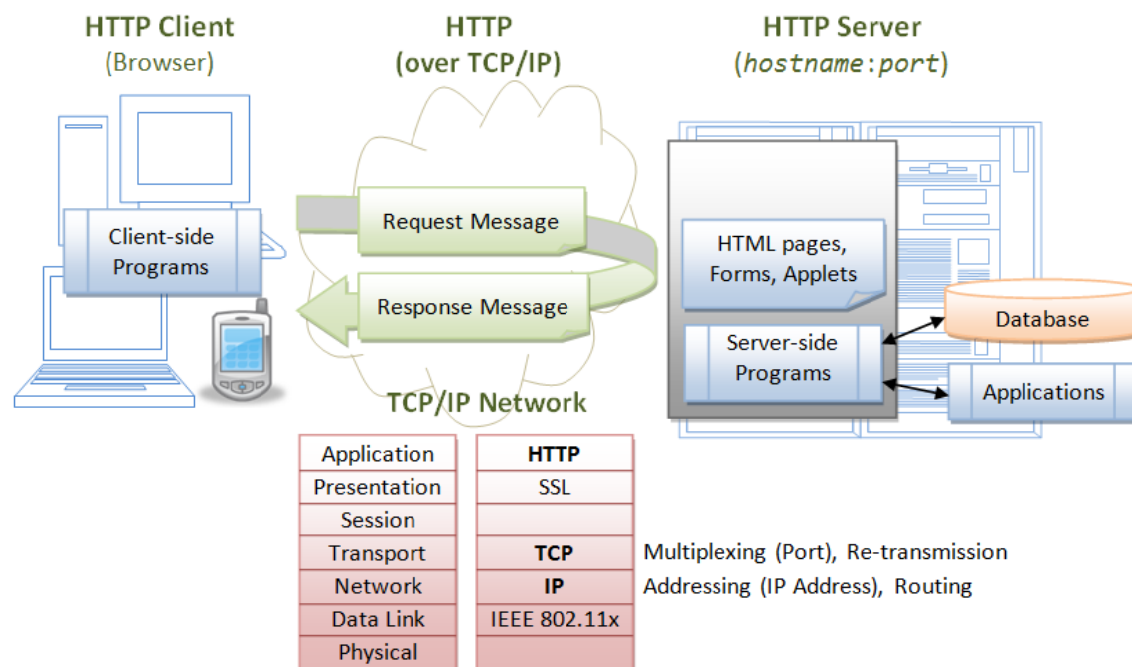 HTTP Client
(Browser)
HTTP
(over TCP/IP)
HTTP Server
(hostname:port)
Client-side
Programs
Request Message
Response Message
HTML pages,
Forms, Applets
Server-side
Programs
Database
Applications
TCP/IP Network
Application HTTP
Presentation SSL
Session
Transport TCP Multiplexing (Port), Re-transmission
Network IP Addressing (IP Address), Routing
Data Link IEEE 802.11x
Physical